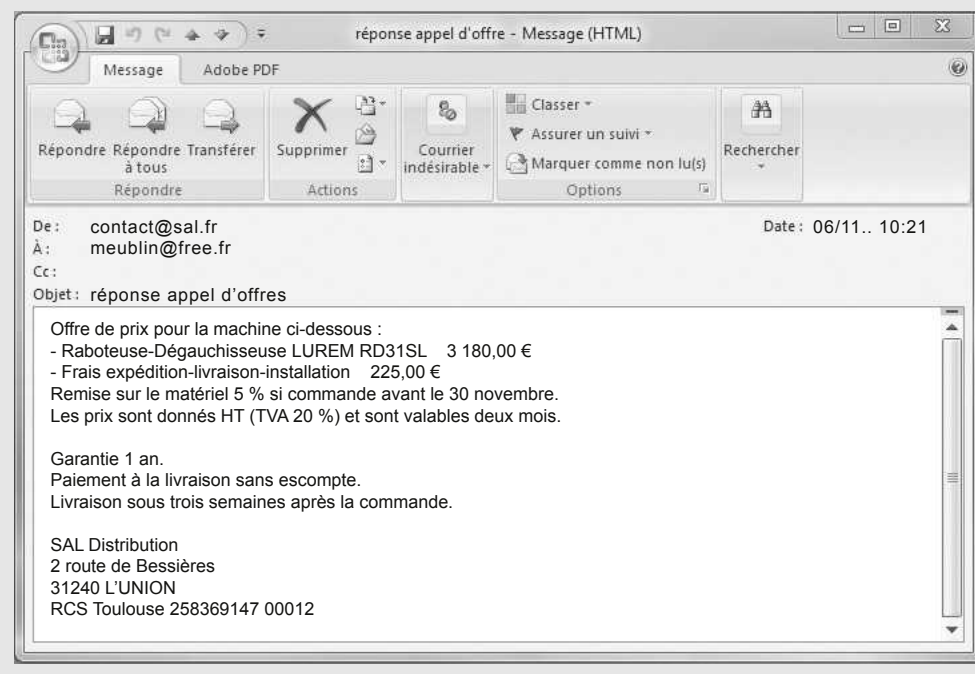 réponse appel d'offre - Message (HTML)
Message Adobe PDF
Répondre Répondre à tous Transférer
Supprimer
Courrier indésirable
Classer
Assurer un suivi
Marquer comme non lu(s)
Rechercher
Répondre Actions Options
De : contact@sal.fr Date : 06/11.. 10:21
À : meublin@free.fr
Cc :
Objet : réponse appel d'offres
Offre de prix pour la machine ci-dessous :
- Raboteuse-Dégauchisseuse LUREM RD31SL 3 180,00 €
- Frais expédition-livraison-installation 225,00 €
Remise sur le matériel 5 % si commande avant le 30 novembre.
Les prix sont donnés HT (TVA 20 %) et sont valables deux mois.
Garantie 1 an.
Paiement à la livraison sans escompte.
Livraison sous trois semaines après la commande.
SAL Distribution
2 route de Bessières
31240 L'UNION
RCS Toulouse 258369147 00012